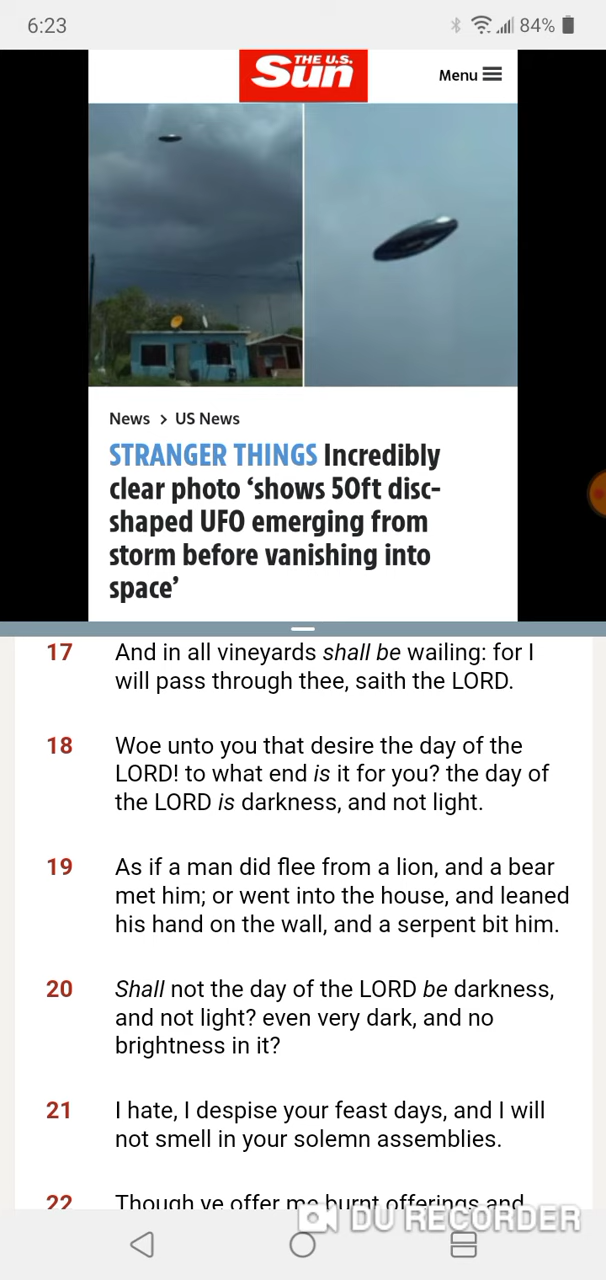 6:23
84%
THE U.S.
Sun
Menu
News > US News
STRANGER THINGS Incredibly
clear photo ‘shows 50ft disc-
shaped UFO emerging from
storm before vanishing into
space’
17 And in all vineyards shall be wailing: for I
will pass through thee, saith the LORD.
18 Woe unto you that desire the day of the
LORD! to what end is it for you? the day of
the LORD is darkness, and not light.
19 As if a man did flee from a lion, and a bear
met him; or went into the house, and leaned
his hand on the wall, and a serpent bit him.
20 Shall not the day of the LORD be darkness,
and not light? even very dark, and no
brightness in it?
21 I hate, I despise your feast days, and I will
not smell in your solemn assemblies.
22 Though ye offer me burnt offerings and
DU RECORDER